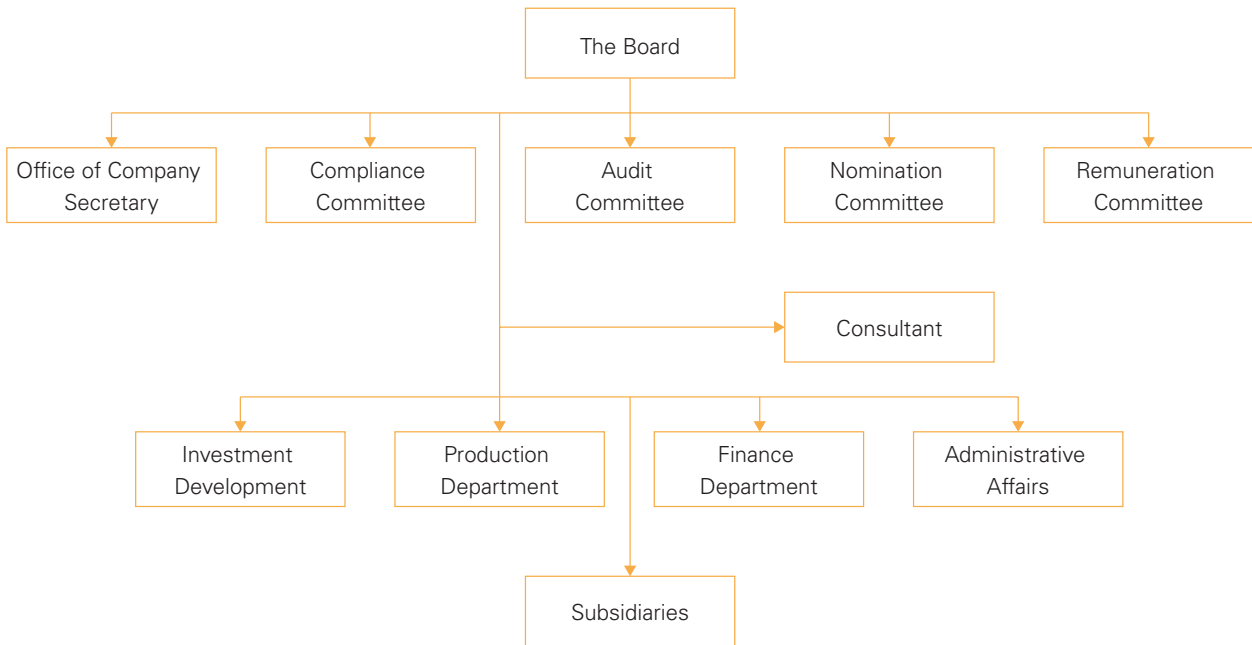 The Board
Office of Company
Secretary
Compliance
Committee
Audit
Committee
Nomination
Committee
Remuneration
Committee
Consultant
Investment
Development
Production
Department
Finance
Department
Administrative
Affairs
Subsidiaries